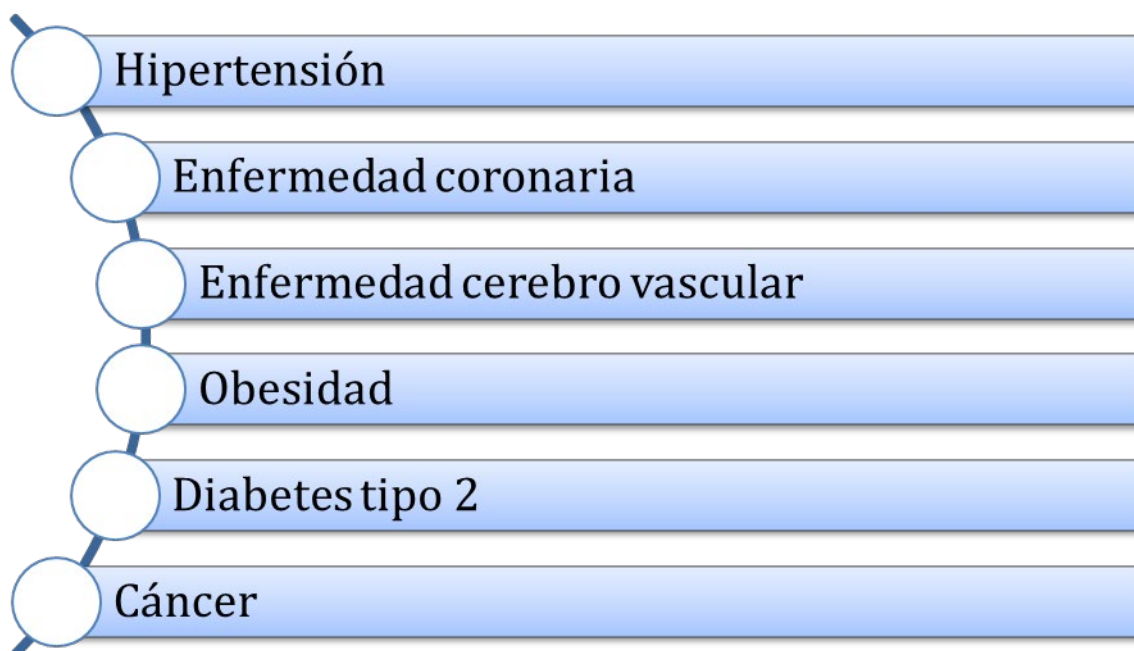 Hipertensión
Enfermedad coronaria
Enfermedad cerebro vascular
Obesidad
Diabetes tipo 2
Cáncer